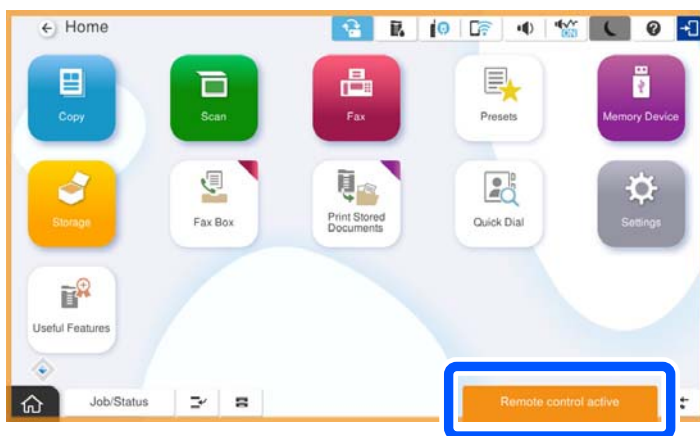 Home
ON
Copy
Scan
Fax
Presets
Memory Device
Storage
Fax Box
Print Stored
Documents
Quick Dial
Settings
Useful Features
Job/Status
Remote control active